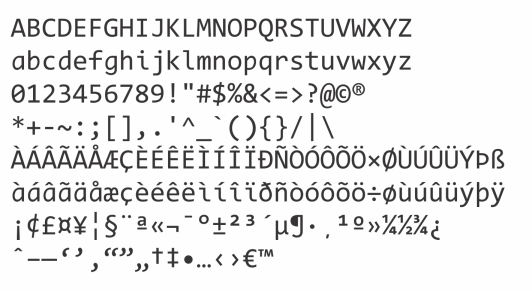 ABCDEFGHIJKLMNOPQRSTUVWXYZ
abcdefghijklmnopqrstuvwxyz
0123456789!"#$%&<=>?@©®
*+-~:;[],.'^_`(){}/|\
ÀÁÂÃÄÅÆÇÈÉÊËÌÍÎÏÐÑÒÓÔÕÖ×ØÙÚÛÜÝÞß
àáâãäåæçèéêëìíîïðñòóôõö÷øùúûüýþÿ
¡¢£¤¥¦§¨ª«¬¯°±²³´µ¶·¸¹º»¼½¾¿
ˆ–—‘’‚“”„†‡•…‹›€™